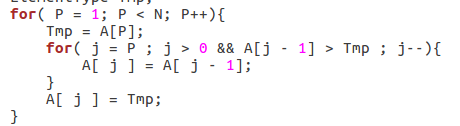 for( P = 1; P < N; P++){
Tmp = A[P];
for( j = P ; j > 0 && A[j - 1] > Tmp ; j--){
A[ j ] = A[ j - 1];
}
A[ j ] = Tmp;
}